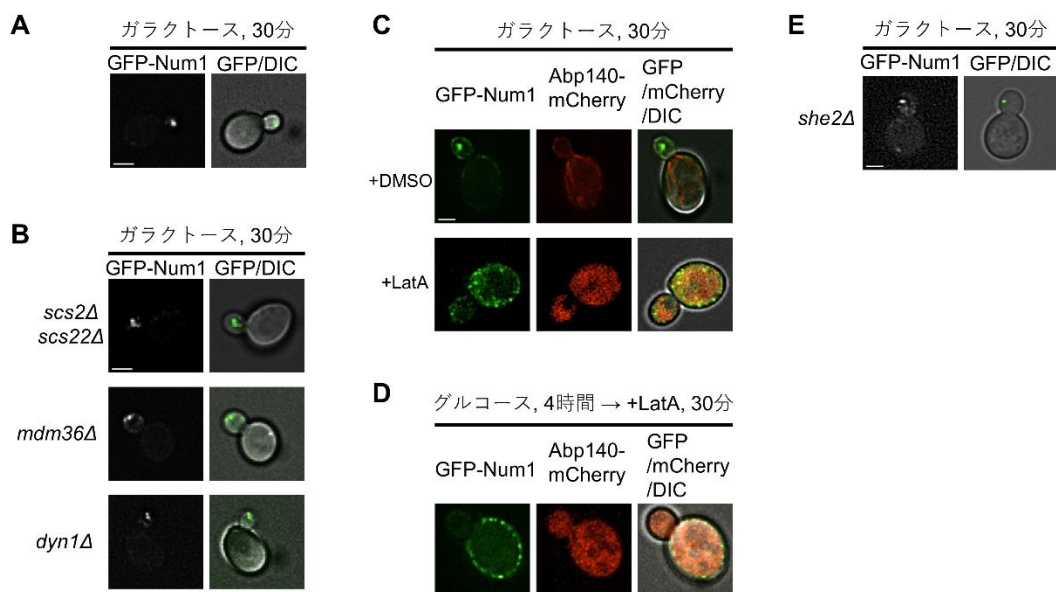 A
ガラクトース, 30分
GFP-Num1 GFP/DIC
B
ガラクトース, 30分
GFP-Num1 GFP/DIC
scs2Δ
scs22Δ
mdm36Δ
dyn1Δ
C
ガラクトース, 30分
GFP-Num1
Abp140-
mCherry
GFP
/mCherry
/DIC
+DMSO
+LatA
D
グルコース, 4時間 → +LatA, 30分
GFP-Num1
Abp140-
mCherry
GFP
/mCherry
/DIC
E
ガラクトース, 30分
GFP-Num1 GFP/DIC
she2Δ